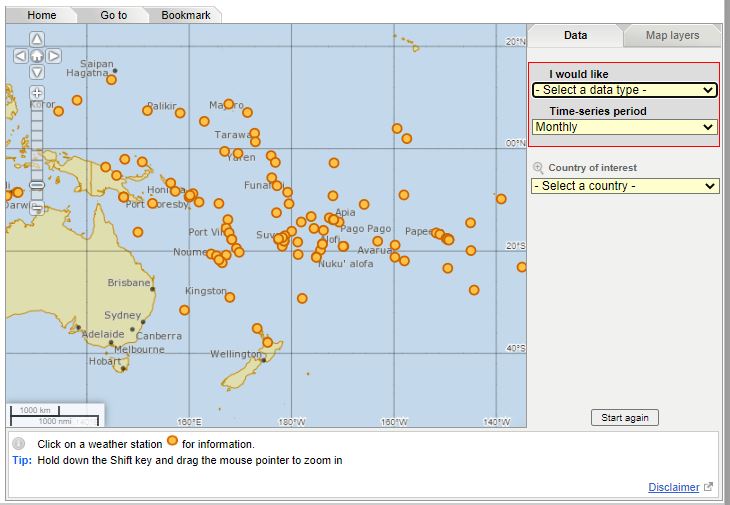 Home
Go to
Bookmark
Data
Map layers
I would like
- Select a data type -
Time-series period
Monthly
Country of interest
- Select a country -
Start again
20°N
Saipan
Hagatna
Koror
Palikir
Majuro
Tarawa
00°N
Yaren
Honiara
Funafuti
Darwin
Port Moresby
Apia
Port Vila
Suva
Pago Pago
Papeete
Alofi
20°S
Noumea
Avarua
Nuku' alofa
Brisbane
Kingston
Sydney
Adelaide
Canberra
Melbourne
Wellington
40°S
Hobart
1000 km
1000 nmi
140°E
160°E
180°W
160°W
140°W
Click on a weather station for information.
Tip: Hold down the Shift key and drag the mouse pointer to zoom in
Disclaimer